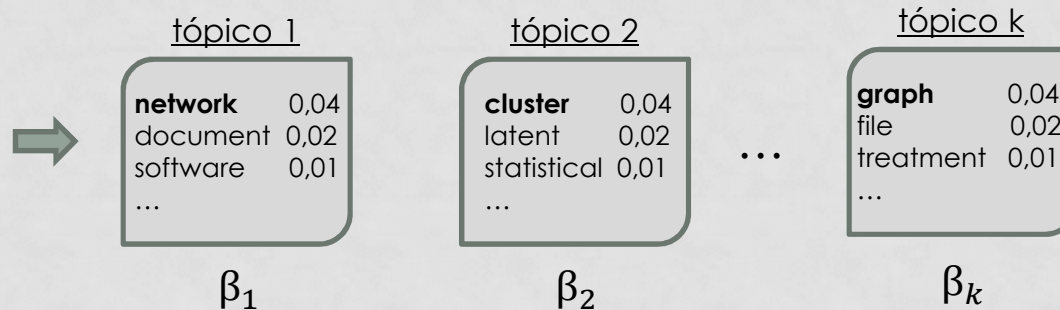 tópico 1
network 0,04
document 0,02
software 0,01
...
β₁
tópico 2
cluster 0,04
latent 0,02
statistical 0,01
...
β₂
...
tópico k
graph 0,04
file 0,02
treatment 0,01
...
βₖ